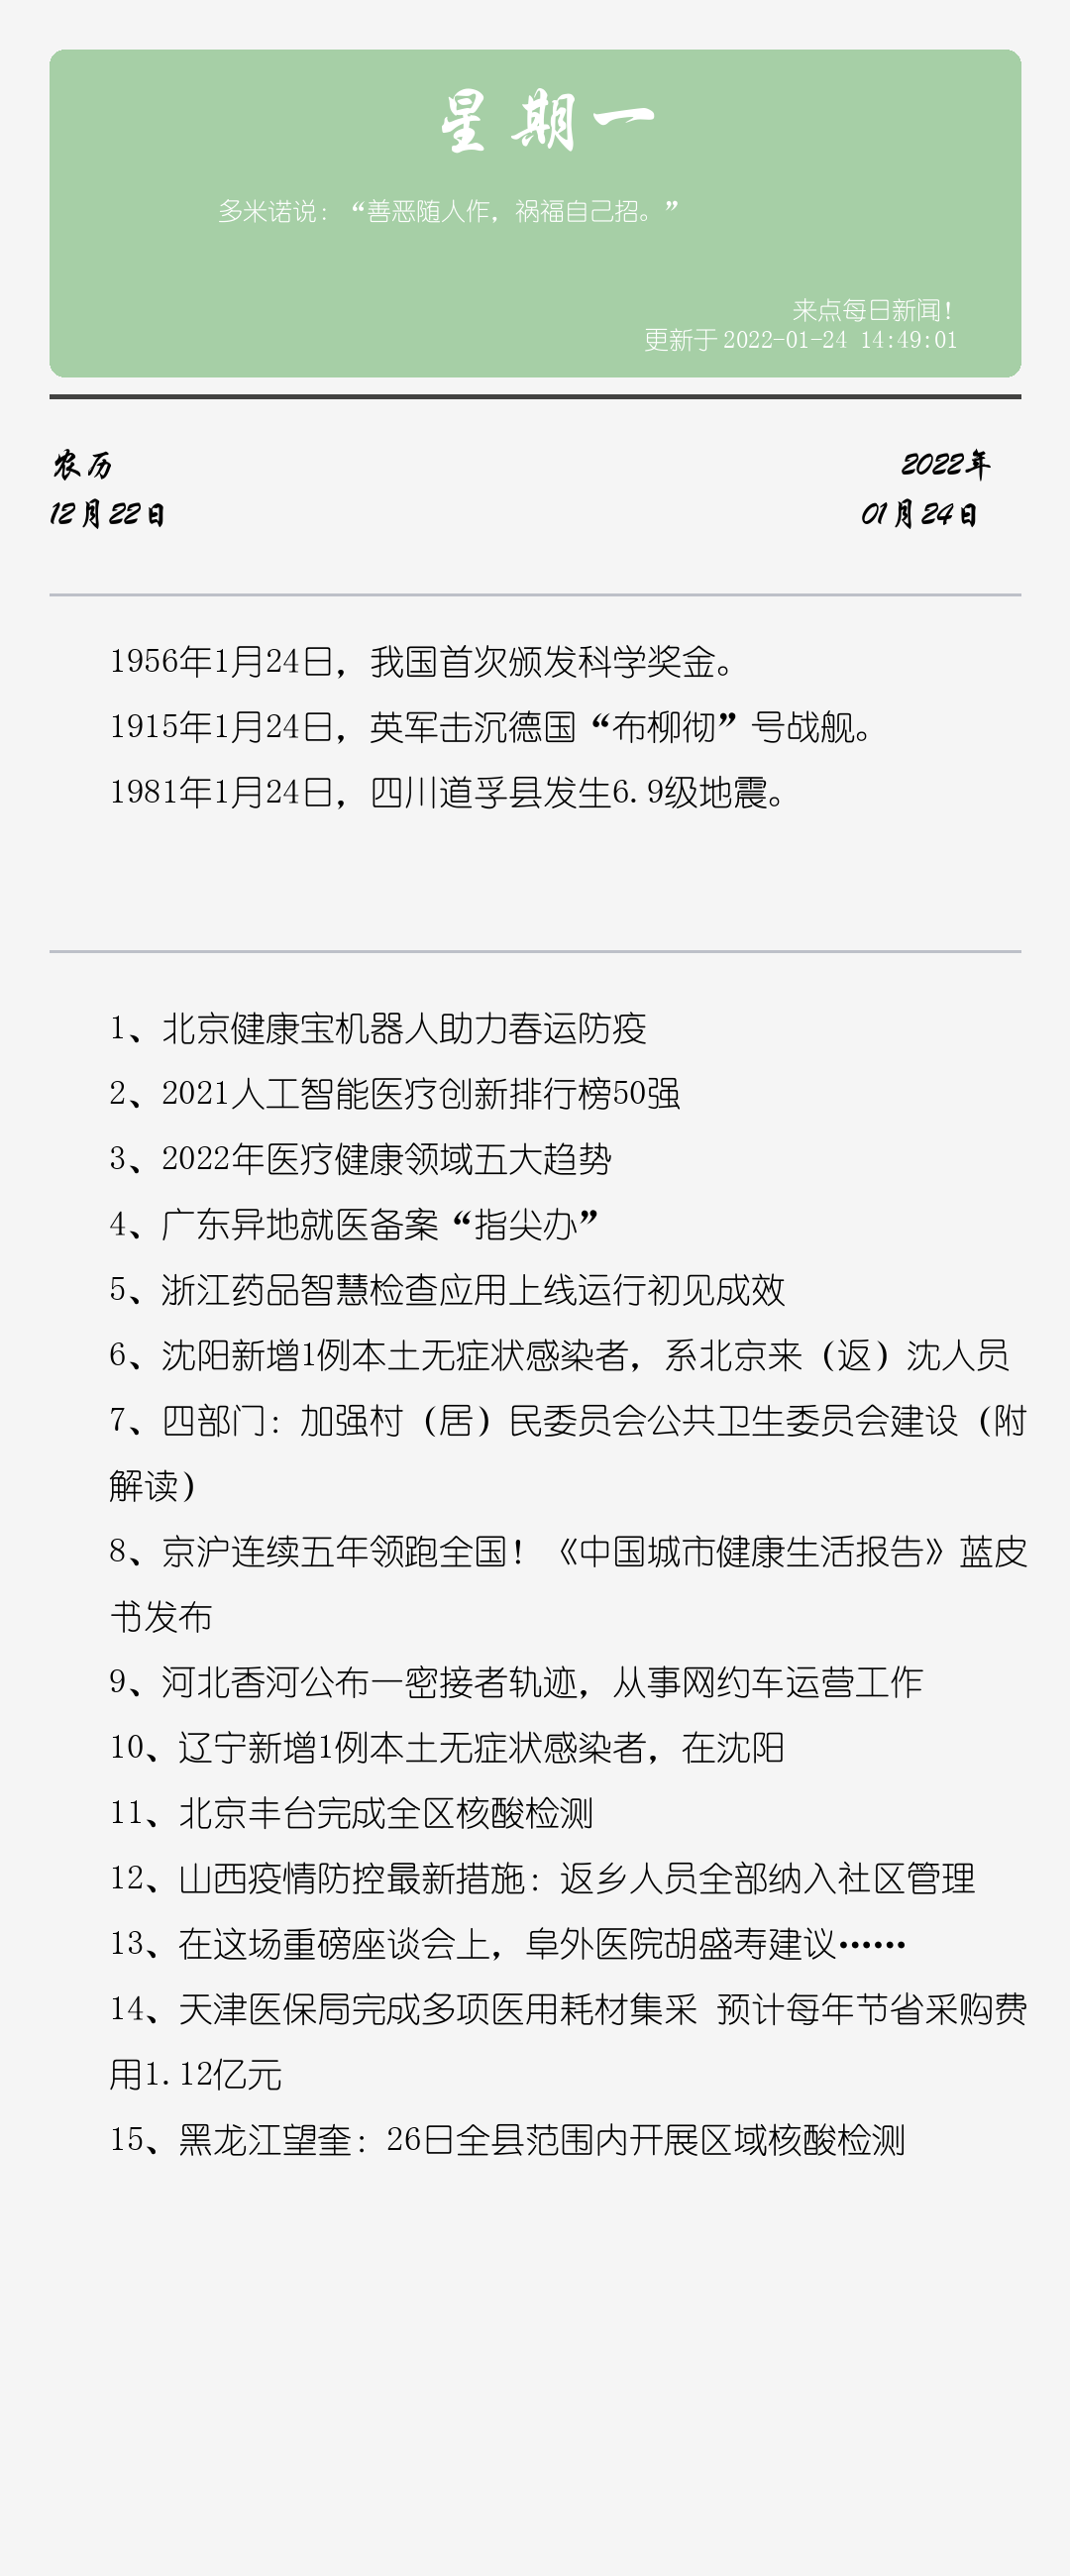 星期一
多米诺说：“善恶随人作，祸福自己招。”
来点每日新闻！
更新于2022-01-24 14:49:01
农历
2022年
12月22日
01月24日
1956年1月24日，我国首次颁发科学奖金。
1915年1月24日，英军击沉德国“布柳彻”号战舰。
1981年1月24日，四川道孚县发生6.9级地震。
1、北京健康宝机器人助力春运防疫
2、2021人工智能医疗创新排行榜50强
3、2022年医疗健康领域五大趋势
4、广东异地就医备案“指尖办”
5、浙江药品智慧检查应用上线运行初见成效
6、沈阳新增1例本土无症状感染者，系北京来（返）沈人员
7、四部门：加强村（居）民委员会公共卫生委员会建设（附
解读）
8、京沪连续五年领跑全国！《中国城市健康生活报告》蓝皮
书发布
9、河北香河公布一密接者轨迹，从事网约车运营工作
10、辽宁新增1例本土无症状感染者，在沈阳
11、北京丰台完成全区核酸检测
12、山西疫情防控最新措施：返乡人员全部纳入社区管理
13、在这场重磅座谈会上，阜外医院胡盛寿建议……
14、天津医保局完成多项医用耗材集采 预计每年节省采购费
用1.12亿元
15、黑龙江望奎：26日全县范围内开展区域核酸检测